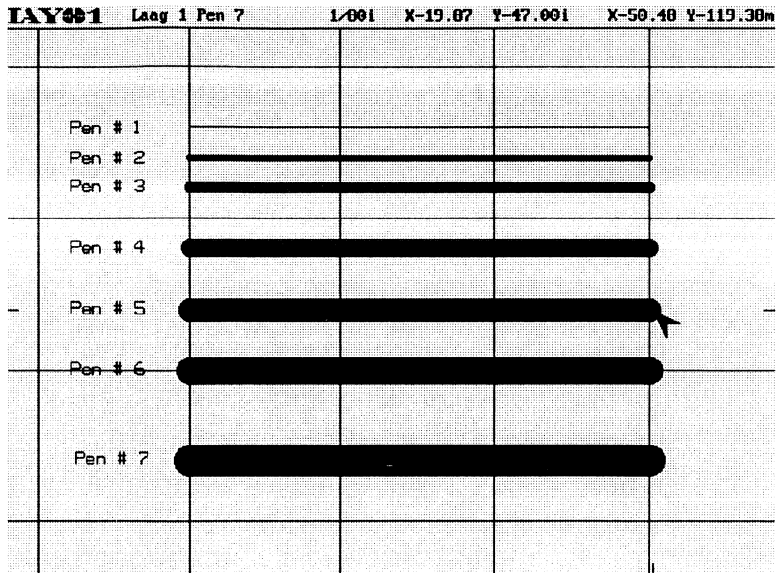 Laag 1 Pen 7 1/001 X-19.07 Y-47.001 X-50.40 Y-119.30m
Pen # 1
Pen # 2
Pen # 3
Pen # 4
Pen # 5
Pen # 6
Pen # 7